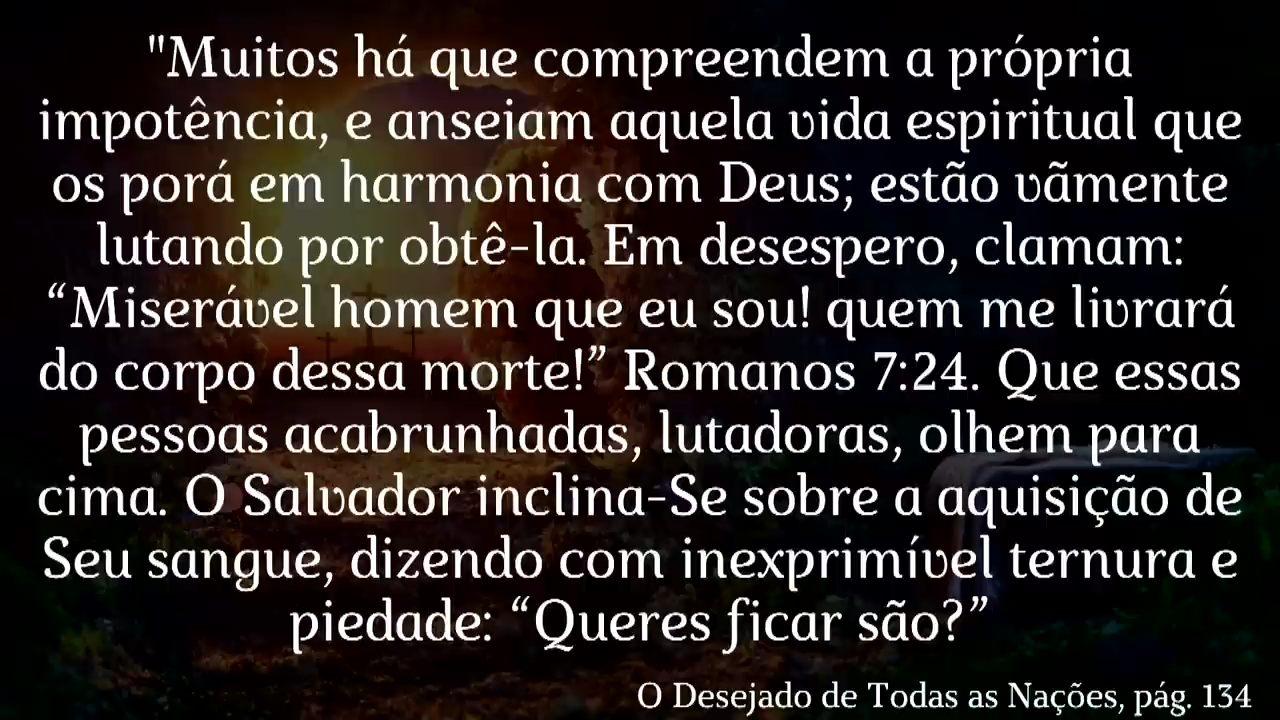 "Muitos há que compreendem a própria
impotência, e anseiam aquela vida espiritual que
os porá em harmonia com Deus; estão vãmente
lutando por obtê-la. Em desespero, clamam:
“Miserável homem que eu sou! quem me livrará
do corpo dessa morte!” Romanos 7:24. Que essas
pessoas acabrunhadas, lutadoras, olhem para
cima. O Salvador inclina-Se sobre a aquisição de
Seu sangue, dizendo com inexprimível ternura e
piedade: “Queres ficar são?”
O Desejado de Todas as Nações, pág. 134